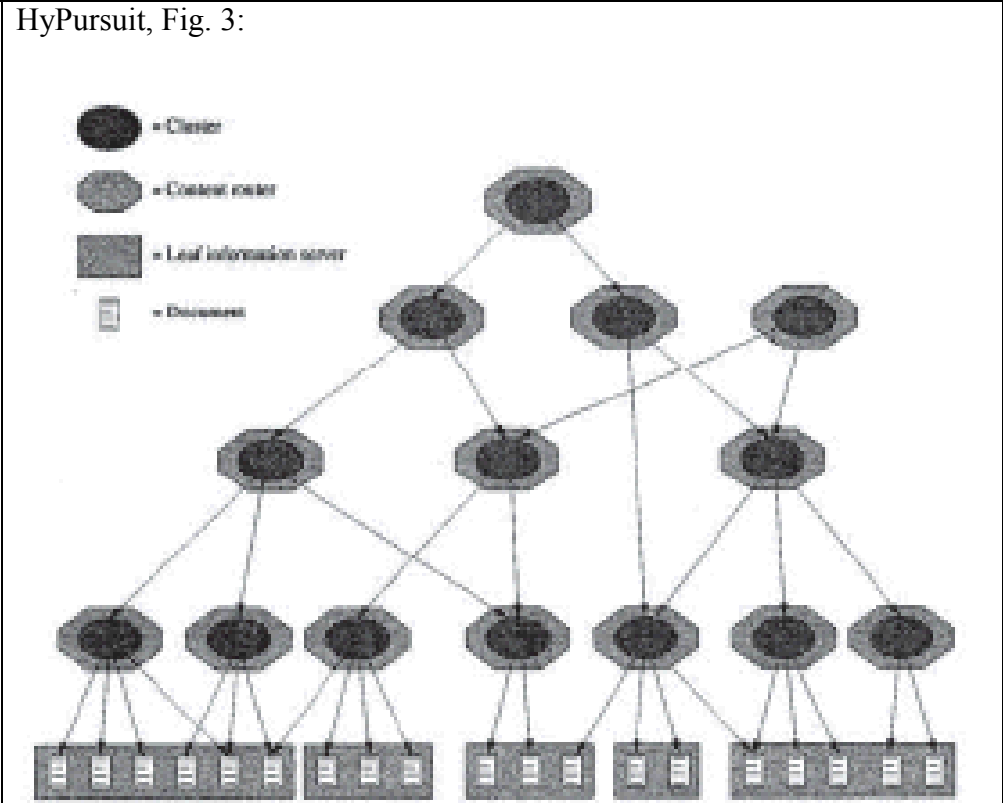 HyPursuit, Fig. 3:
= Cluster
= Content router
= Leaf information server
= Document